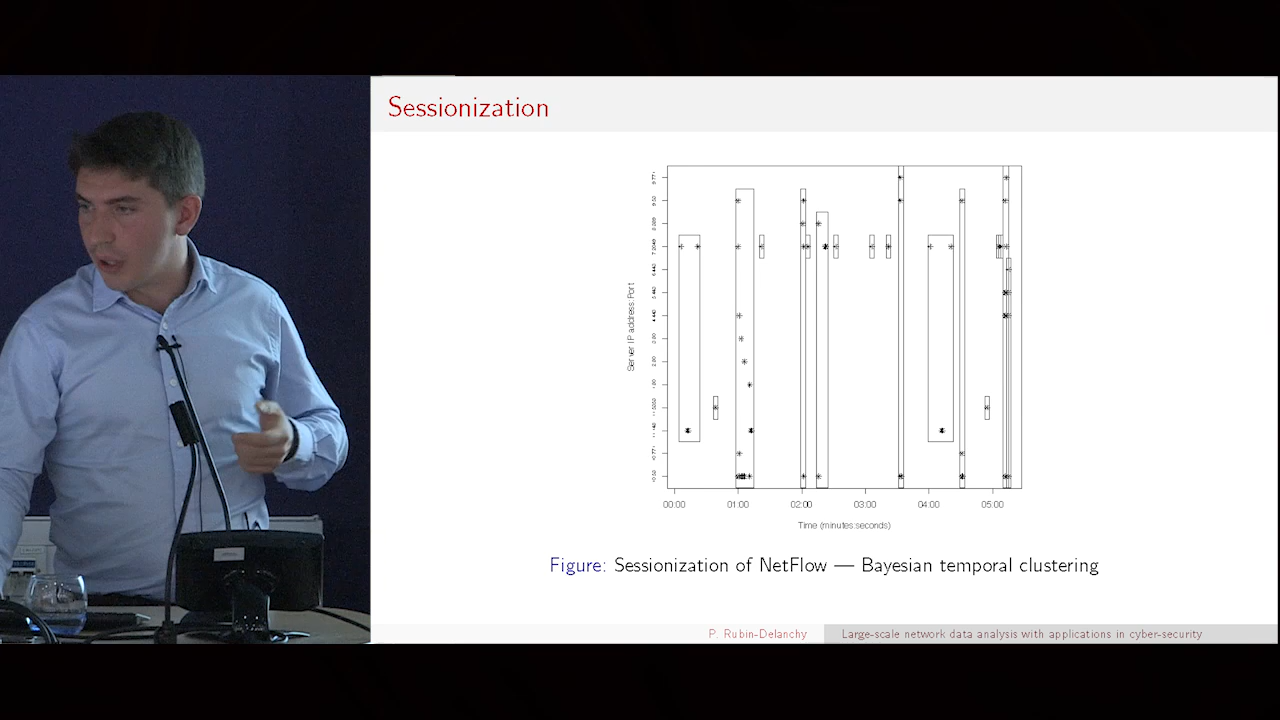 Sessionization
Server IP address:Port
00:00 01:00 02:00 03:00 04:00 05:00
Time (minutes:seconds)
Figure: Sessionization of NetFlow — Bayesian temporal clustering
P. Rubin-Delanchy Large-scale network data analysis with applications in cyber-security